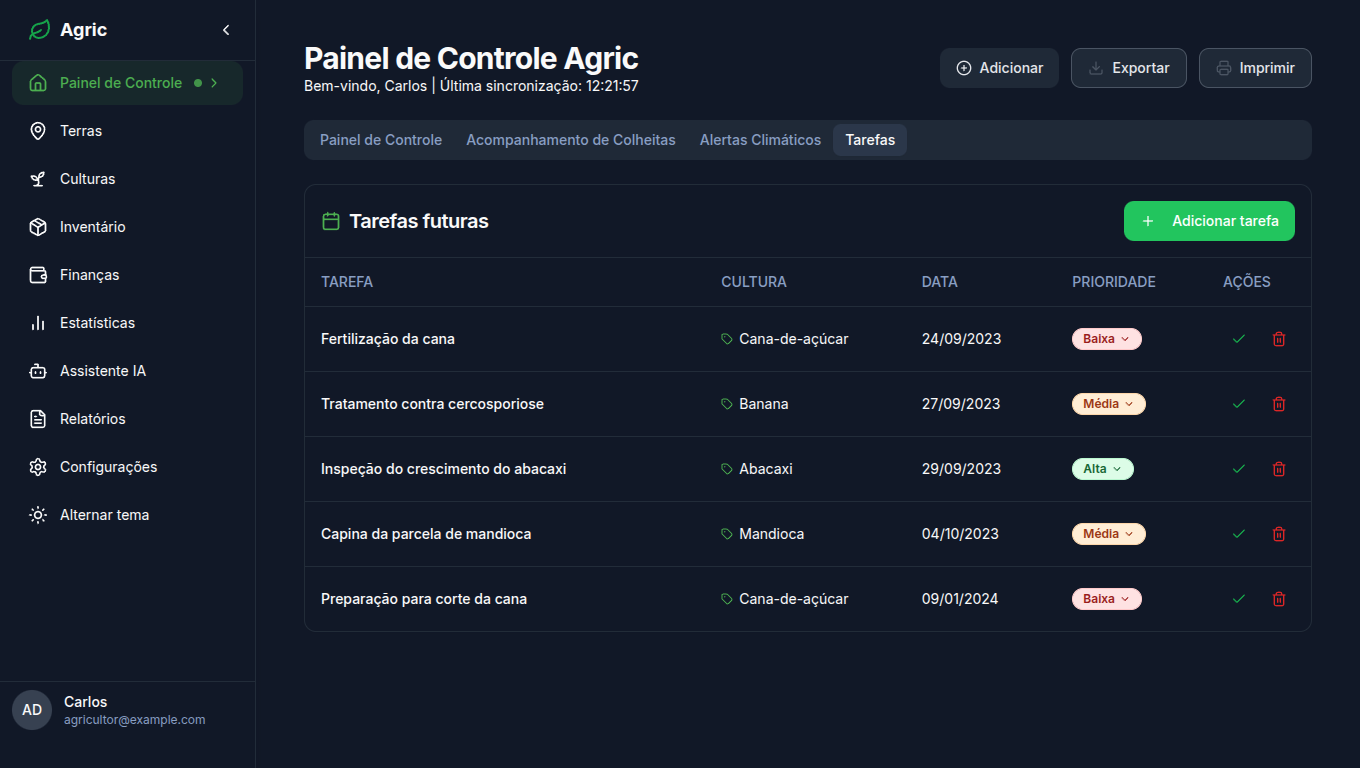 Agric
Painel de Controle
Terras
Culturas
Inventário
Finanças
Estatísticas
Assistente IA
Relatórios
Configurações
Alternar tema
AD
Carlos
agricultor@example.com
Painel de Controle Agric
Bem-vindo, Carlos | Última sincronização: 12:21:57
Adicionar Exportar Imprimir
Painel de Controle Acompanhamento de Colheitas Alertas Climáticos Tarefas
Tarefas futuras Adicionar tarefa
TAREFA CULTURA DATA PRIORIDADE AÇÕES
Fertilização da cana Cana-de-açúcar 24/09/2023 Baixa
Tratamento contra cercosporiose Banana 27/09/2023 Média
Inspeção do crescimento do abacaxi Abacaxi 29/09/2023 Alta
Capina da parcela de mandioca Mandioca 04/10/2023 Média
Preparação para corte da cana Cana-de-açúcar 09/01/2024 Baixa